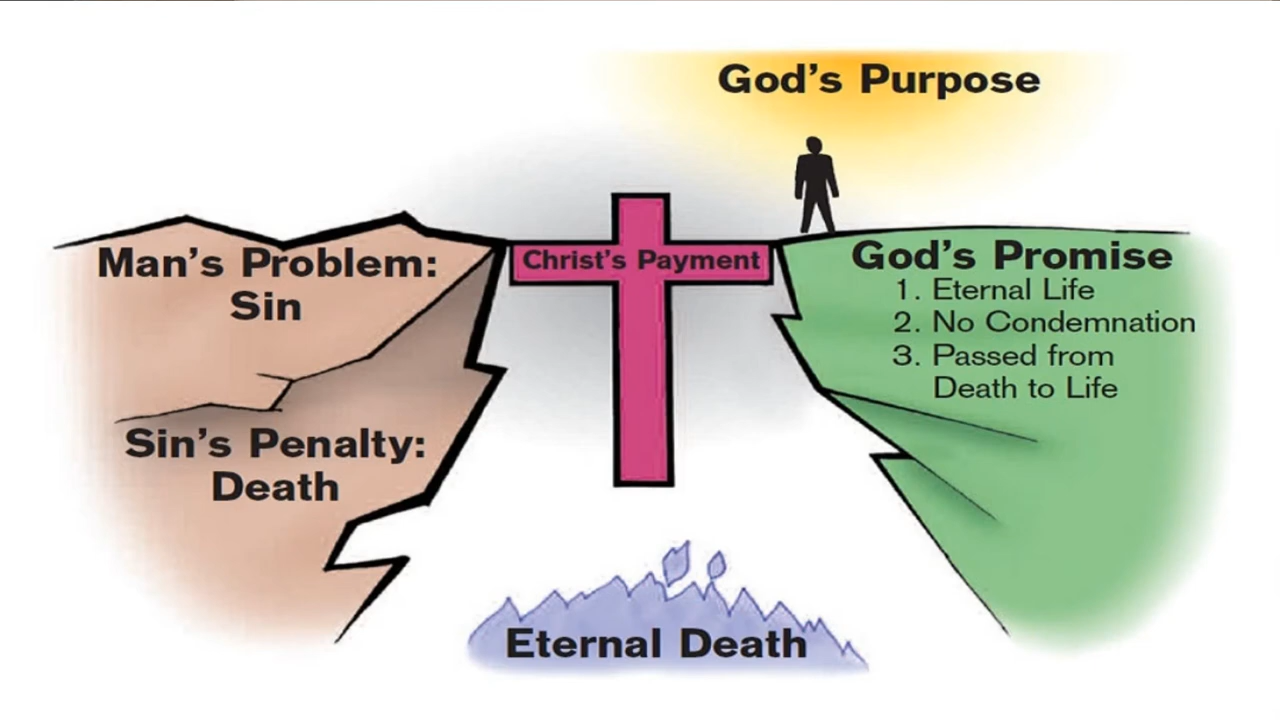 God's Purpose
Man's Problem:
Sin
Christ's Payment
God's Promise
1. Eternal Life
2. No Condemnation
3. Passed from
Death to Life
Sin's Penalty:
Death
Eternal Death